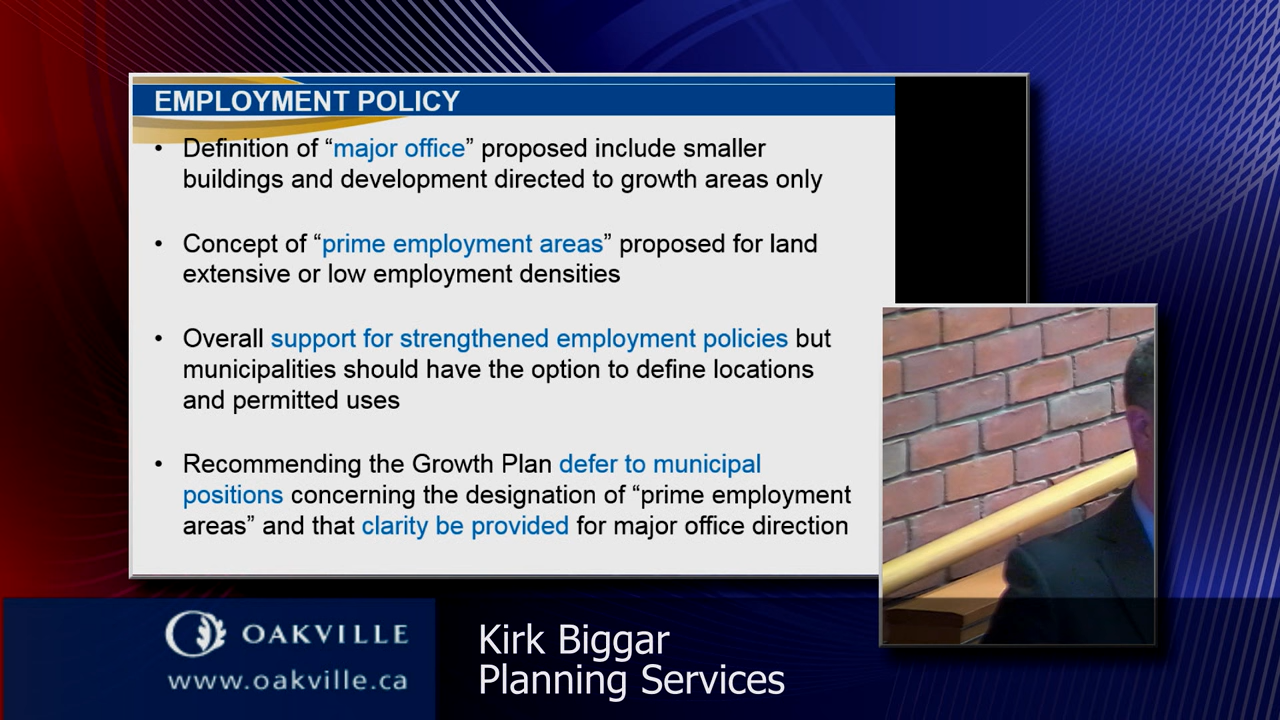 EMPLOYMENT POLICY
• Definition of “major office” proposed include smaller
buildings and development directed to growth areas only
• Concept of “prime employment areas” proposed for land
extensive or low employment densities
• Overall support for strengthened employment policies but
municipalities should have the option to define locations
and permitted uses
• Recommending the Growth Plan defer to municipal
positions concerning the designation of “prime employment
areas” and that clarity be provided for major office direction
OAKVILLE
www.oakville.ca
Kirk Biggar
Planning Services